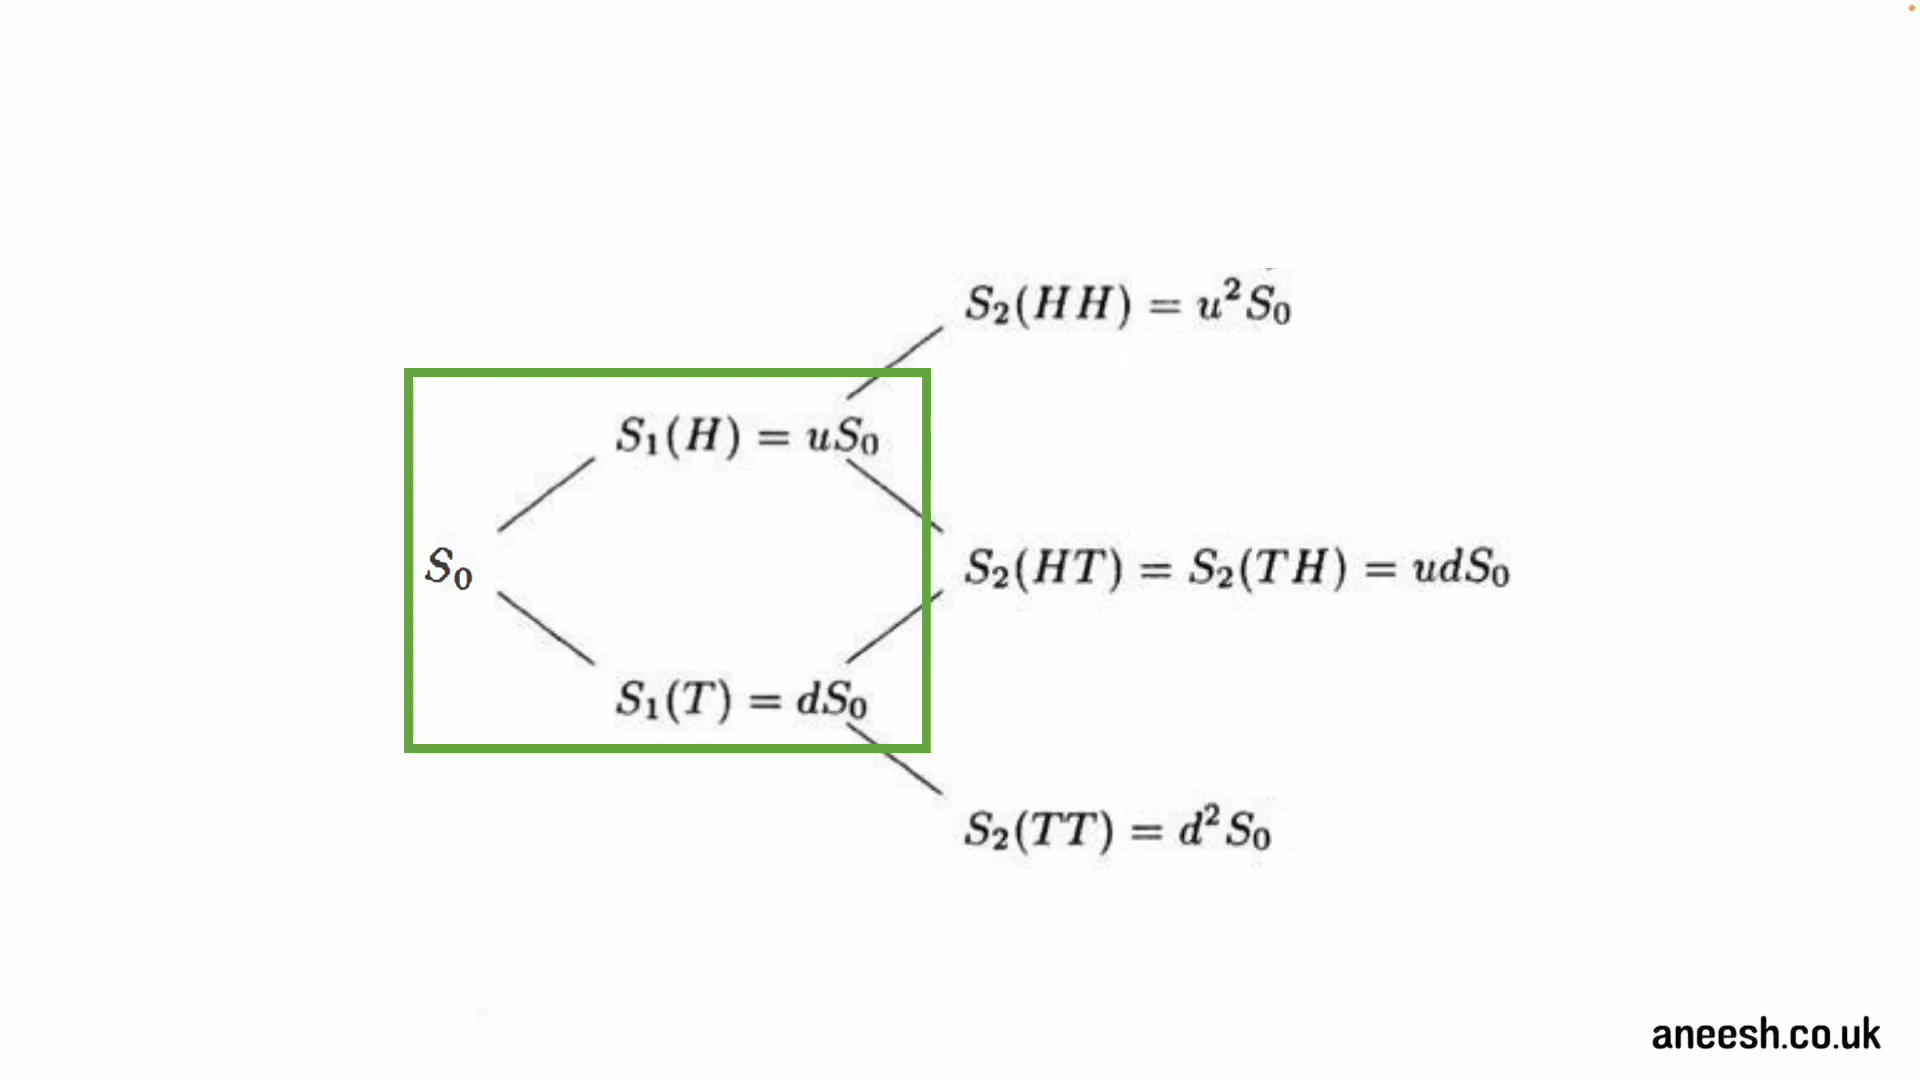 S₂(HH) = u²S₀
S₁(H) = uS₀
S₀
S₂(HT) = S₂(TH) = udS₀
S₁(T) = dS₀
S₂(TT) = d²S₀
aneesh.co.uk